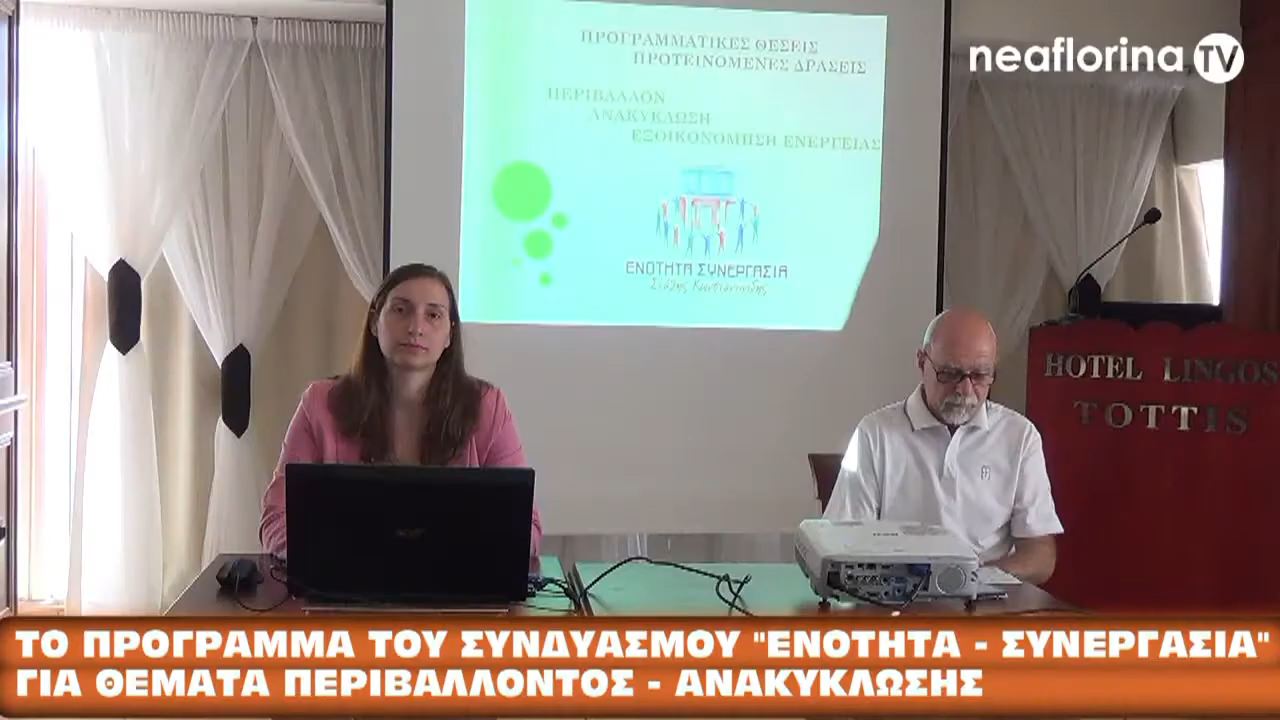 neaflorina TV
ΠΡΟΓΡΑΜΜΑΤΙΚΕΣ ΘΕΣΕΙΣ
ΠΡΟΤΕΙΝΟΜΕΝΕΣ ΔΡΑΣΕΙΣ
ΠΕΡΙΒΑΛΛΟΝ
ΑΝΑΚΥΚΛΩΣΗ
ΕΞΟΙΚΟΝΟΜΗΣΗ ΕΝΕΡΓΕΙΑΣ
ΕΝΟΤΗΤΑ ΣΥΝΕΡΓΑΣΙΑ
HOTEL LINGOS
TOTTIS
acer
ΤΟ ΠΡΟΓΡΑΜΜΑ ΤΟΥ ΣΥΝΔΥΑΣΜΟΥ "ΕΝΟΤΗΤΑ - ΣΥΝΕΡΓΑΣΙΑ"
ΓΙΑ ΘΕΜΑΤΑ ΠΕΡΙΒΑΛΛΟΝΤΟΣ - ΑΝΑΚΥΚΛΩΣΗΣ